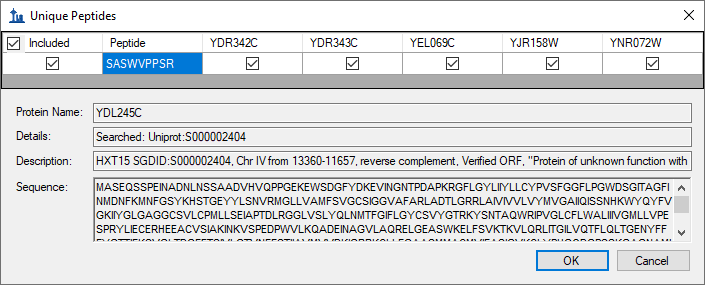 Unique Peptides
Included Peptide YDR342C YDR343C YEL069C YJR158W YNR072W
SASWVPPSR
Protein Name: YDL245C
Details: Searched: Uniprot:S000002404
Description: HXT15 SGDID:S000002404, Chr IV from 13360-11657, reverse complement, Verified ORF, "Protein of unknown function with
Sequence: MASEQSSPEINADNLNSSAADVHVQPPGEKEWSDGFYDKEVINGNTPDAPKRGFLGYLIIYLLCYPVSFGGFLPGWDSGITAGFI
NMDNFKMNFGSYKHSTGEYYLSNVRMGLLVAMFSVGCSIGGVAFARLADTLGRRLAIVIVVLVYMVGAIIQISSNHKWYQYFV
GKIIYGLGAGGCSVLCPMLLSEIAPTDLRGGLVSLYQLNMTFGIFLGYCSVYGTRKYSNTAQWRIPVGLCFLWALIIIVGMLLVPE
SPRYLIECERHEEACVSIAKINKVSPEDPWVLKQADEINAGVLAQRELGEASWKELFSVKTKVLQRLITGILVQTFLQLTGENYFF
OK Cancel